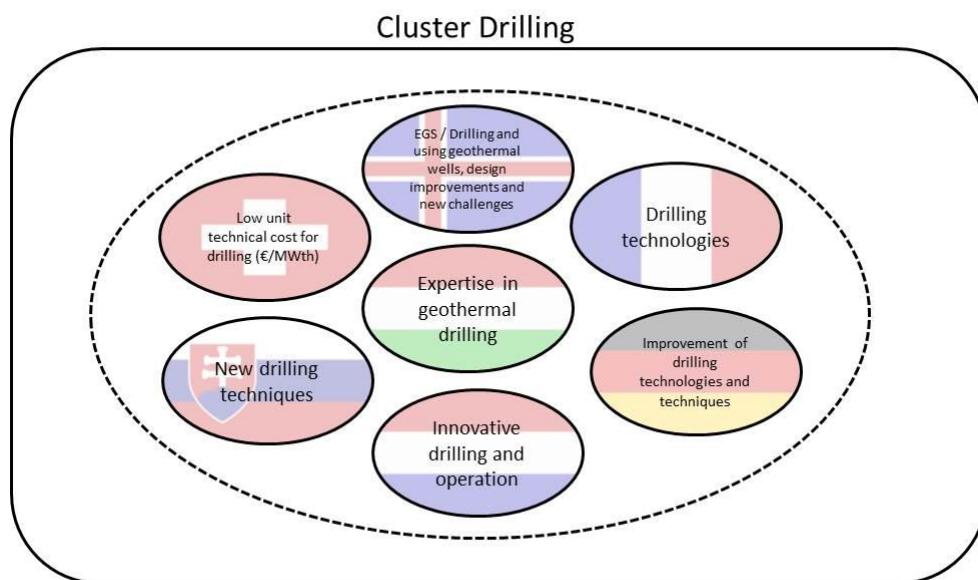 Cluster Drilling
EGS / Drilling and
using geothermal
wells, design
improvements and
new challenges
Low unit
technical cost for
drilling (€/MWth)
Drilling
technologies
Expertise in
geothermal
drilling
New drilling
techniques
Improvement of
drilling
technologies and
techniques
Innovative
drilling and
operation